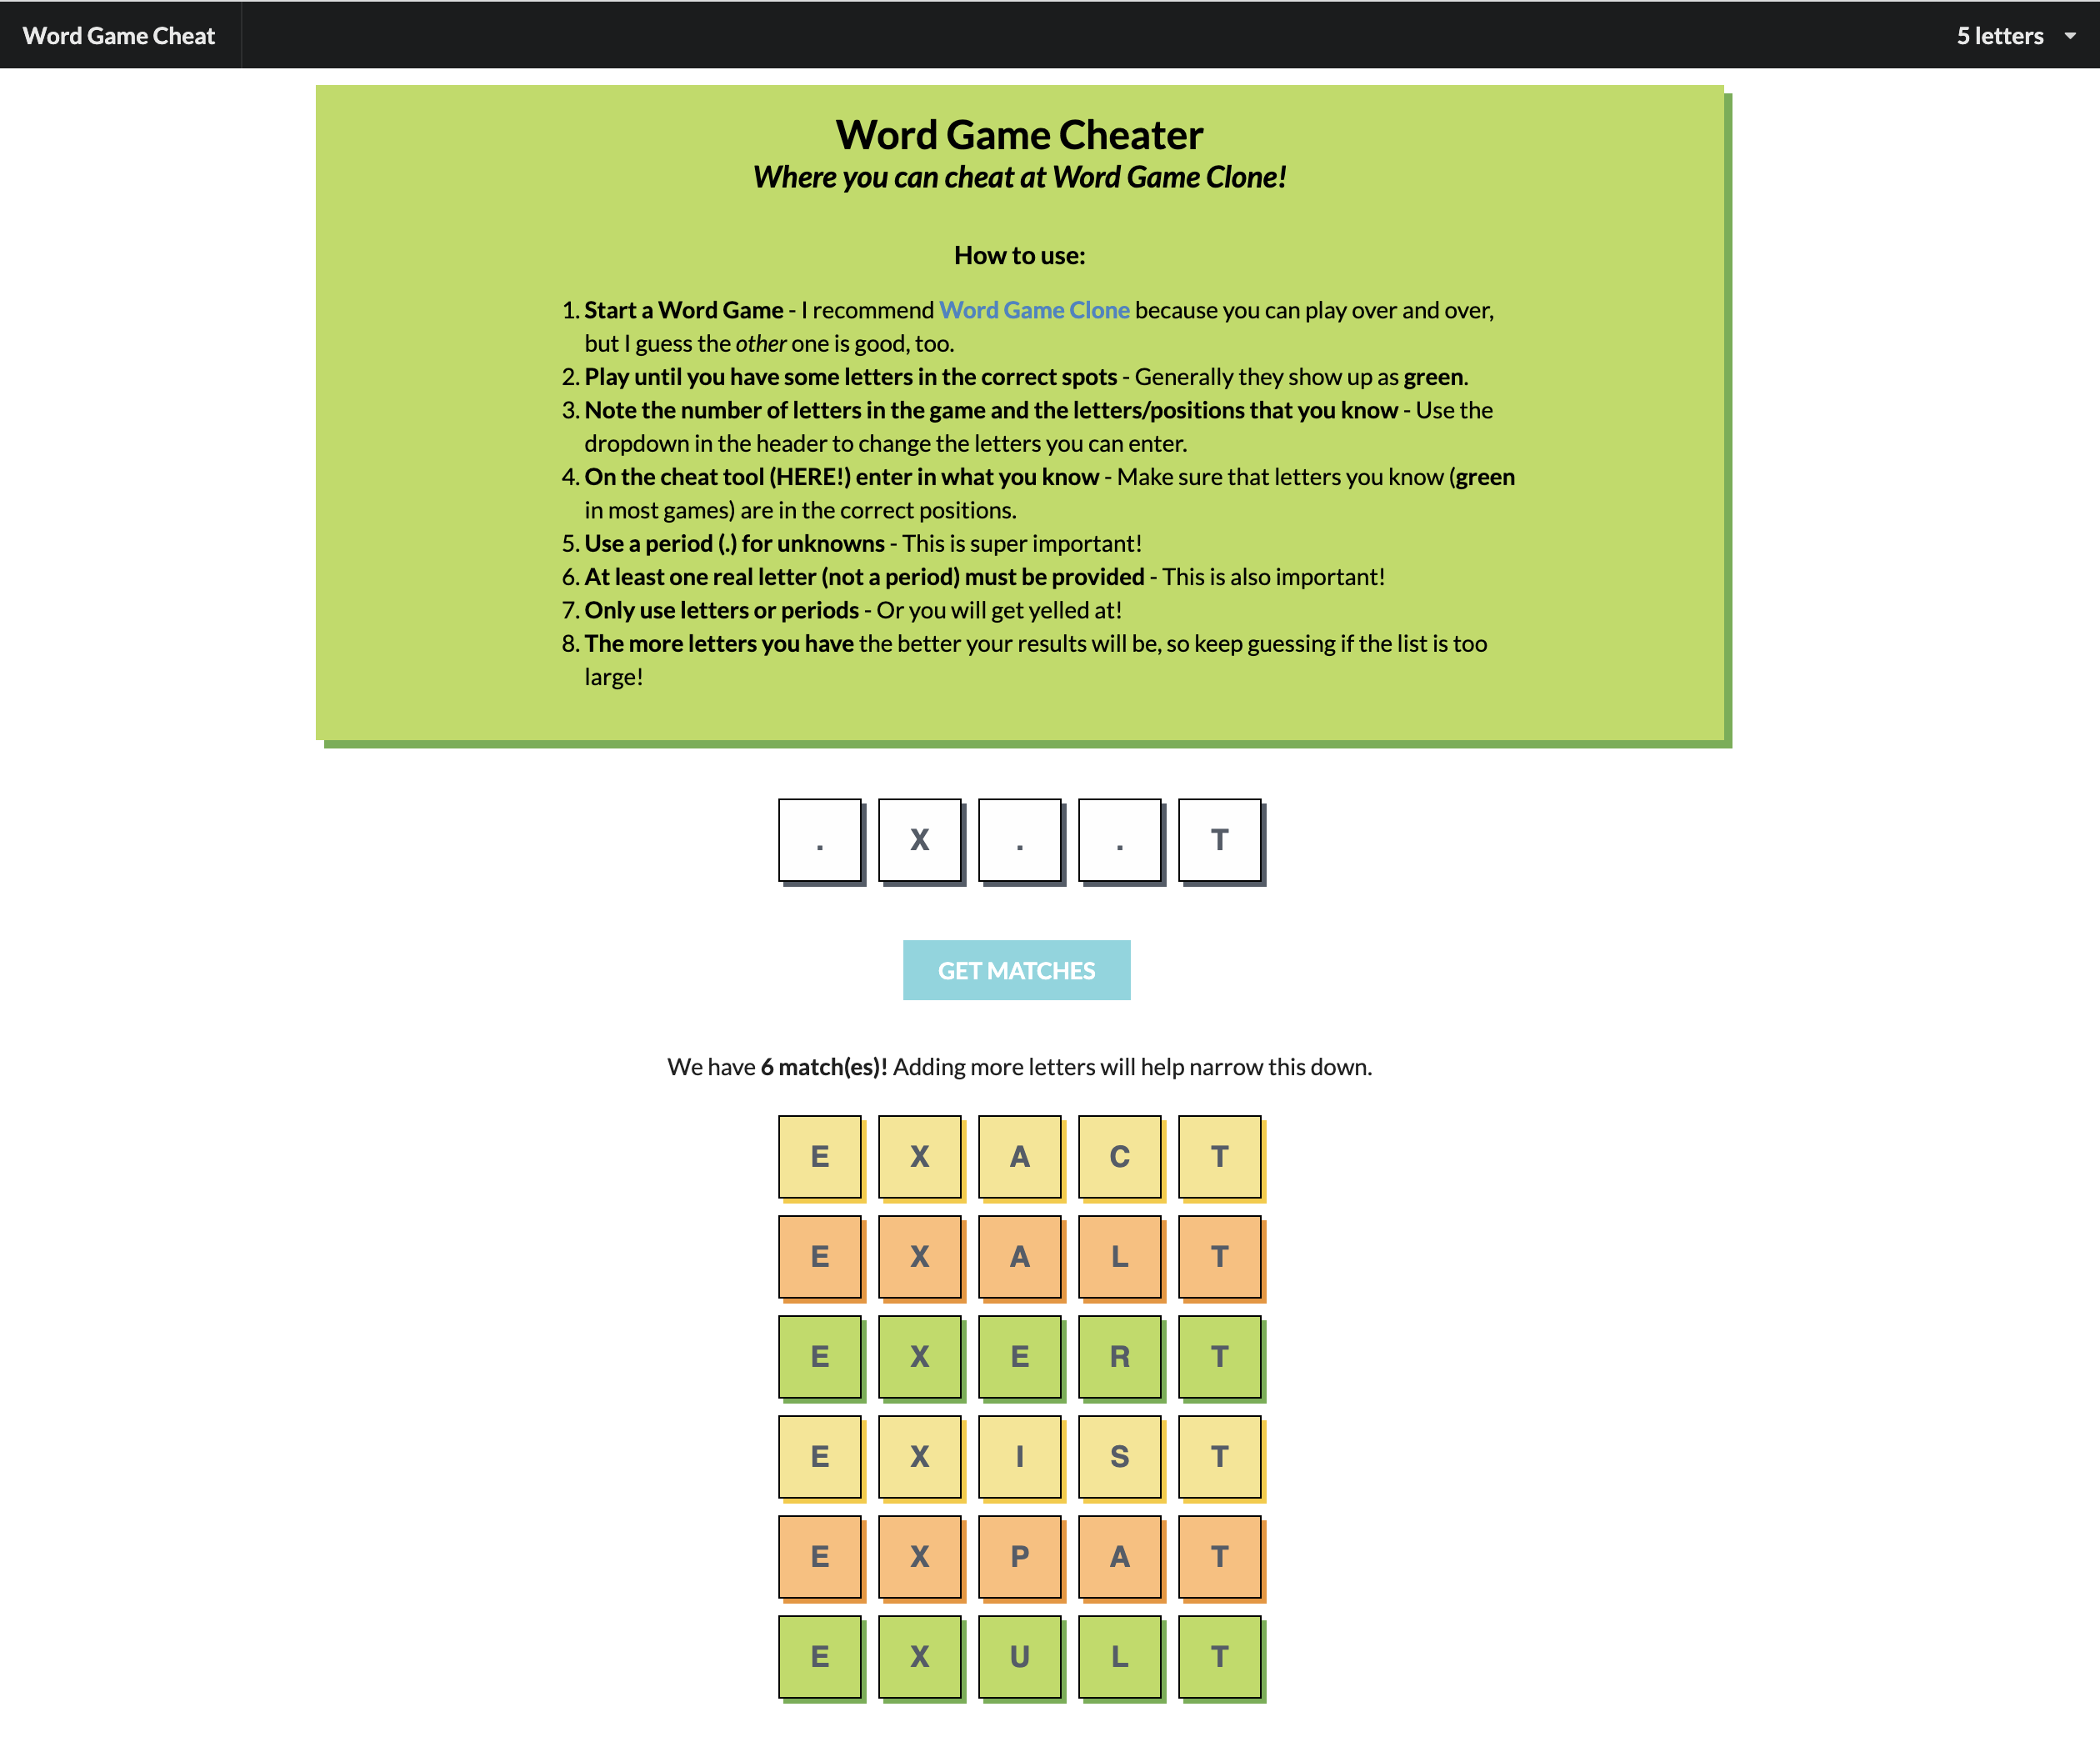 Word Game Cheat
5 letters
Word Game Cheater
Where you can cheat at Word Game Clone!
How to use:
1. Start a Word Game - I recommend Word Game Clone because you can play over and over,
but I guess the other one is good, too.
2. Play until you have some letters in the correct spots - Generally they show up as green.
3. Note the number of letters in the game and the letters/positions that you know - Use the
dropdown in the header to change the letters you can enter.
4. On the cheat tool (HERE!) enter in what you know - Make sure that letters you know (green
in most games) are in the correct positions.
5. Use a period (.) for unknowns - This is super important!
6. At least one real letter (not a period) must be provided - This is also important!
7. Only use letters or periods - Or you will get yelled at!
8. The more letters you have the better your results will be, so keep guessing if the list is too
large!
. X . . T
GET MATCHES
We have 6 match(es)! Adding more letters will help narrow this down.
E X A C T
E X A L T
E X E R T
E X I S T
E X P A T
E X U L T